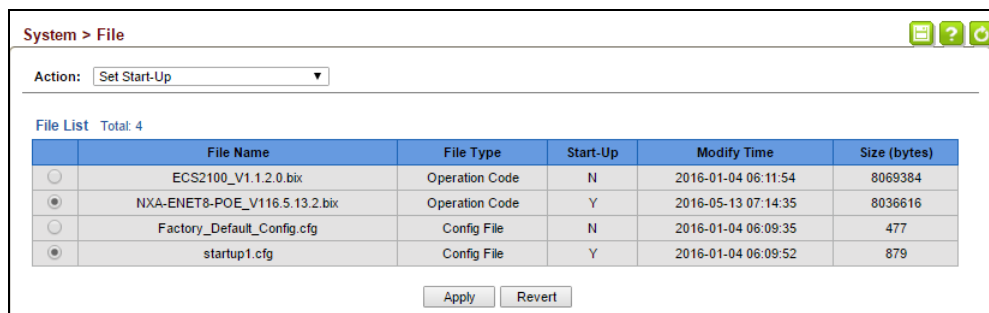 System > File
?
Action: Set Start-Up
File List Total: 4
File Name File Type Start-Up Modify Time Size (bytes)
ECS2100_V1.1.2.0.bix Operation Code N 2016-01-04 06:11:54 8069384
NXA-ENET8-POE_V116.5.13.2.bix Operation Code Y 2016-05-13 07:14:35 8036616
Factory_Default_Config.cfg Config File N 2016-01-04 06:09:35 477
startup1.cfg Config File Y 2016-01-04 06:09:52 879
Apply Revert